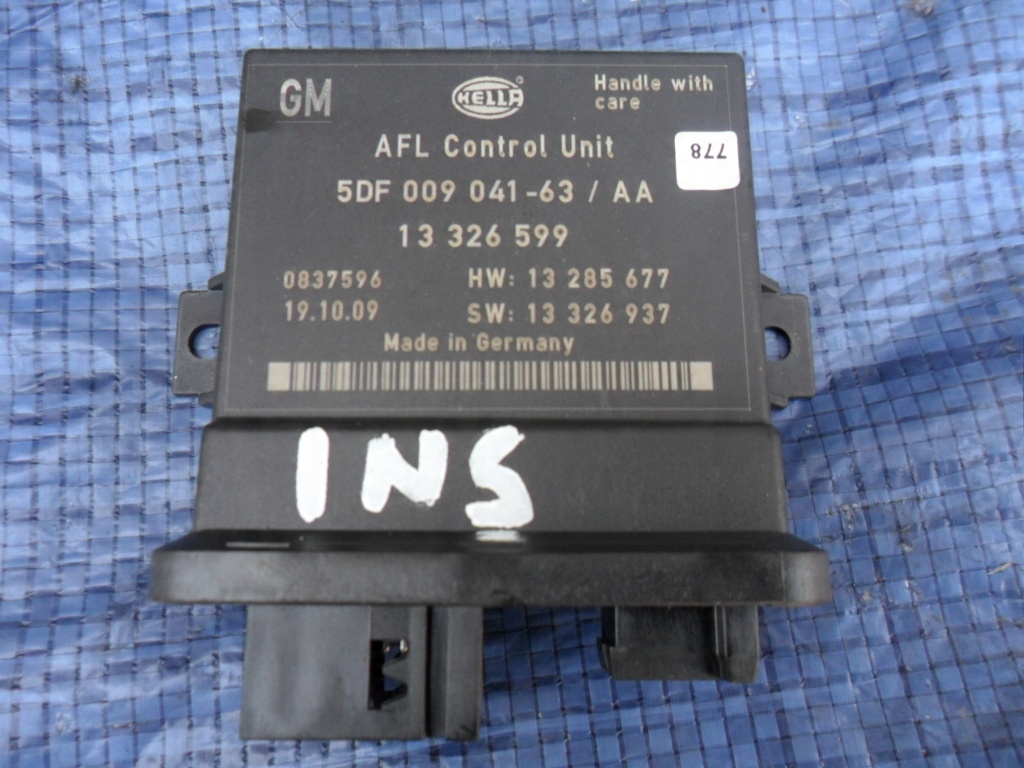 GM
HELLA
Handle with
care
AFL Control Unit
778
5DF 009 041-63 / AA
13 326 599
0837596
HW: 13 285 677
19.10.09
SW: 13 326 937
Made in Germany
INS